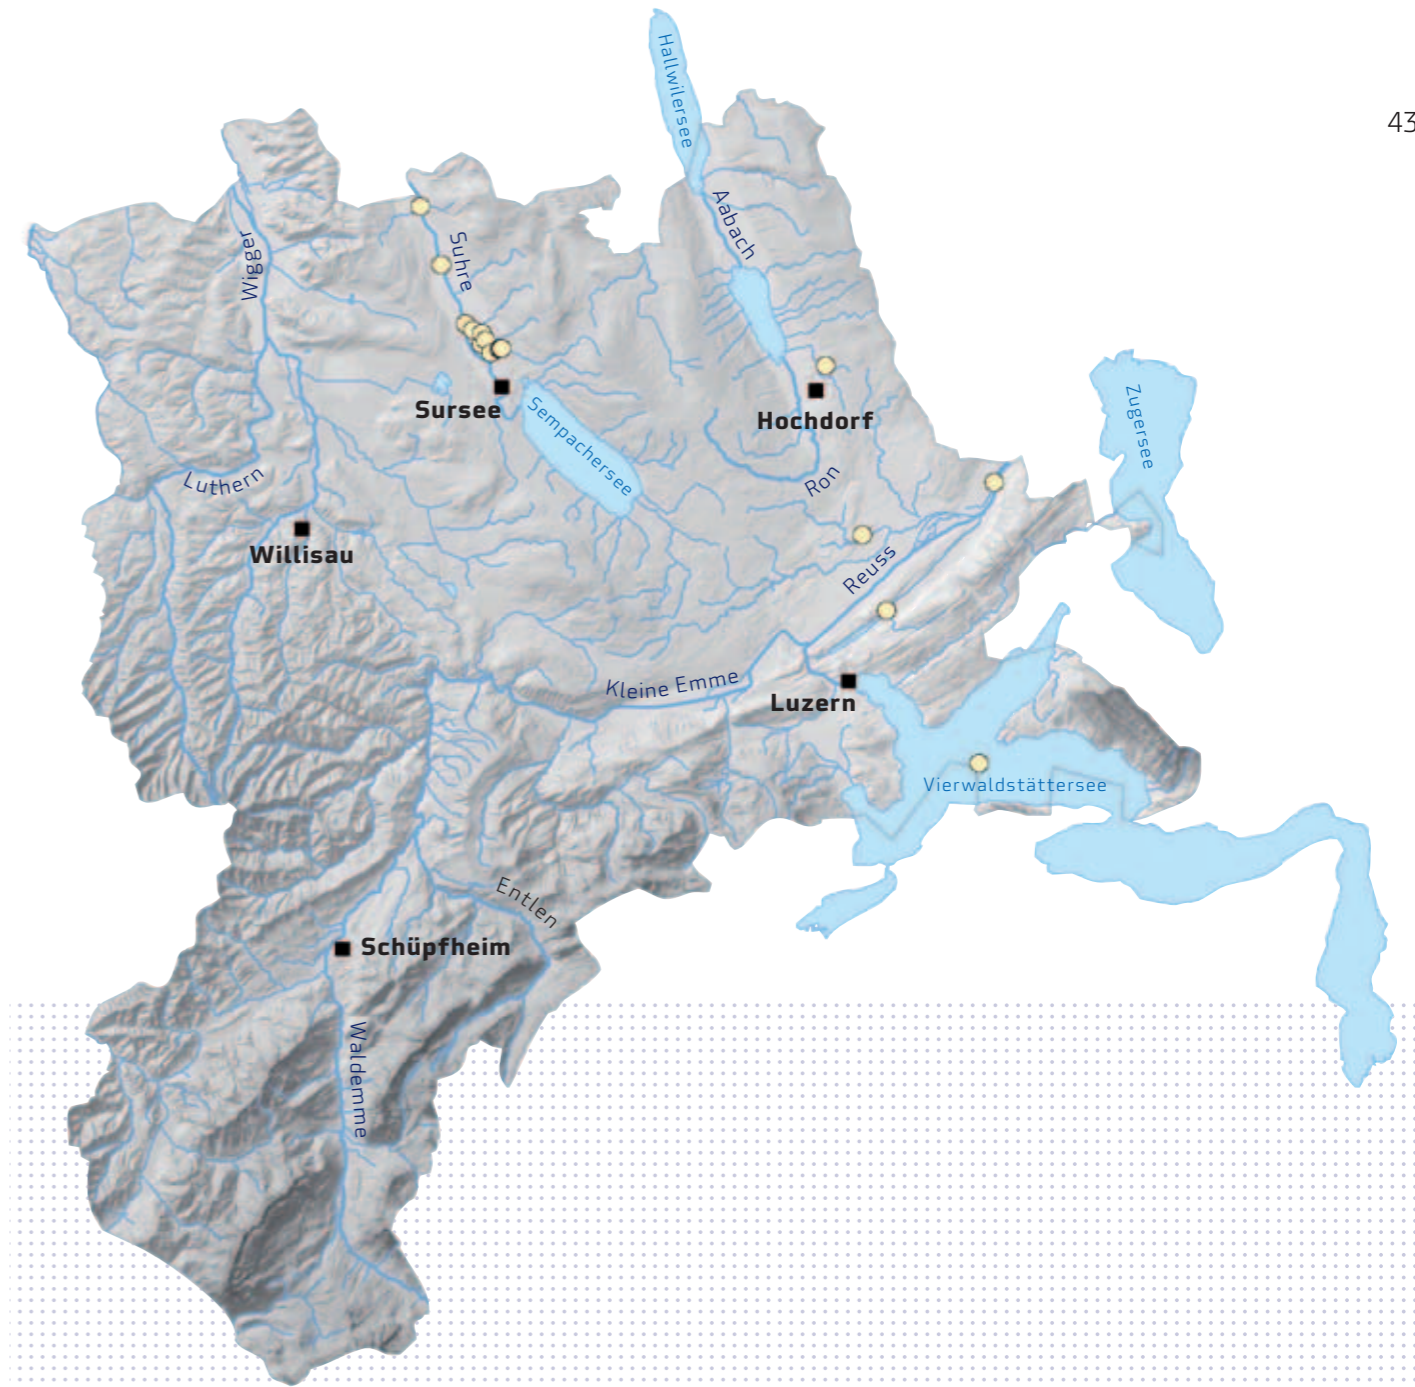 Hallwilersee
43
Aabach
Wigger
Suhre
Zugersee
Sursee
Sempachersee
Hochdorf
Luthern
Ron
Willisau
Reuss
Kleine Emme
Luzern
Vierwaldstättersee
Entlen
Schüpfheim
Waldemme